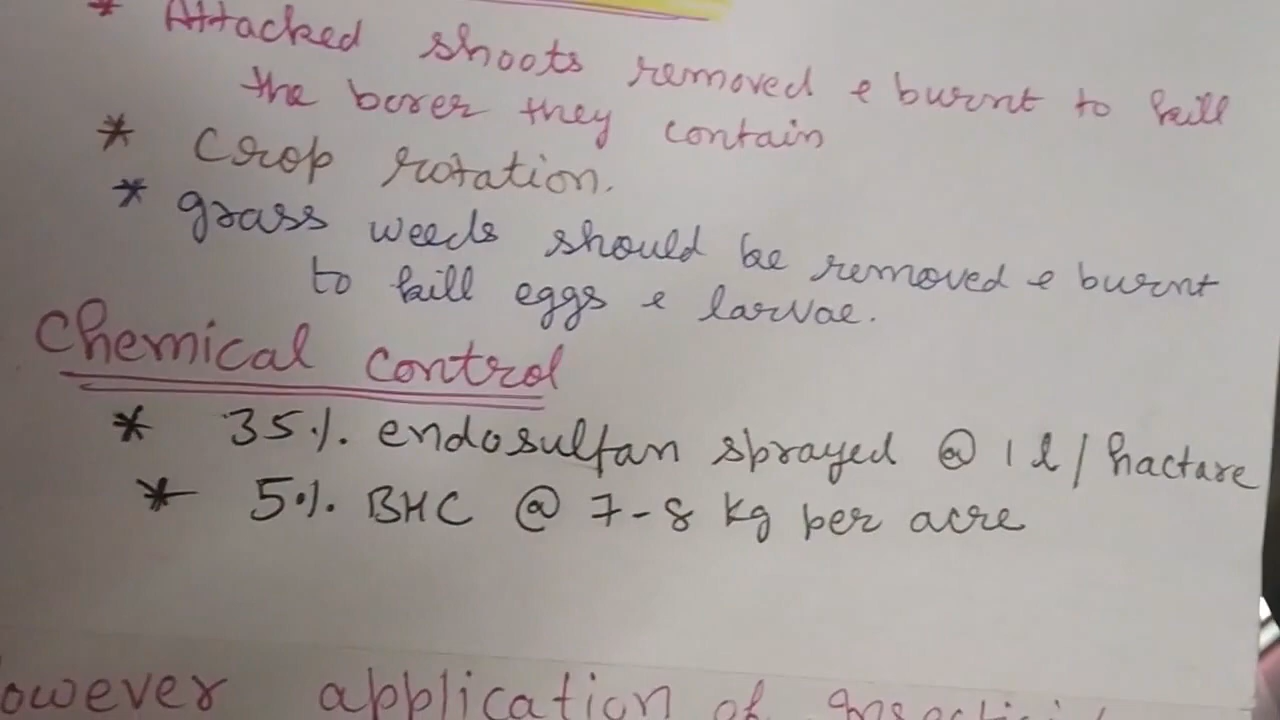 * Attacked shoots removed & burnt to kill
the borer they contain
* Crop rotation.
* grass weeds should be removed & burnt
to kill eggs & larvae.
Chemical control
* 35% endosulfan sprayed @ 1 l / hactare
* 5% BHC @ 7-8 kg per acre
owever application of